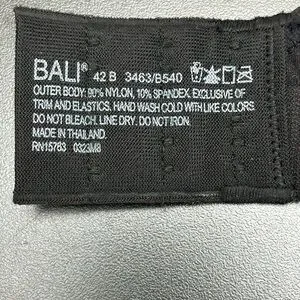 BALI® 42 B 3463/B540
OUTER BODY: 90% NYLON, 10% SPANDEX. EXCLUSIVE OF
TRIM AND ELASTICS. HAND WASH COLD WITH LIKE COLORS.
DO NOT BLEACH. LINE DRY. DO NOT IRON.
MADE IN THAILAND.
RN15763 0323M8